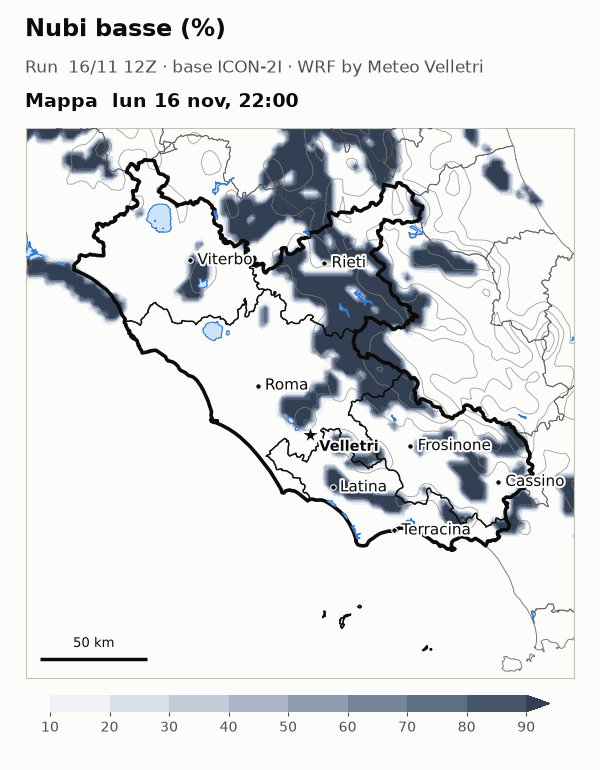 Nubi basse (%)
Run  16/11 12Z · base ICON-2I · WRF by Meteo Velletri
Mappa  lun 16 nov, 22:00
Viterbo
Rieti
Roma
Velletri
Frosinone
Cassino
Latina
Terracina
50 km
10 20 30 40 50 60 70 80 90